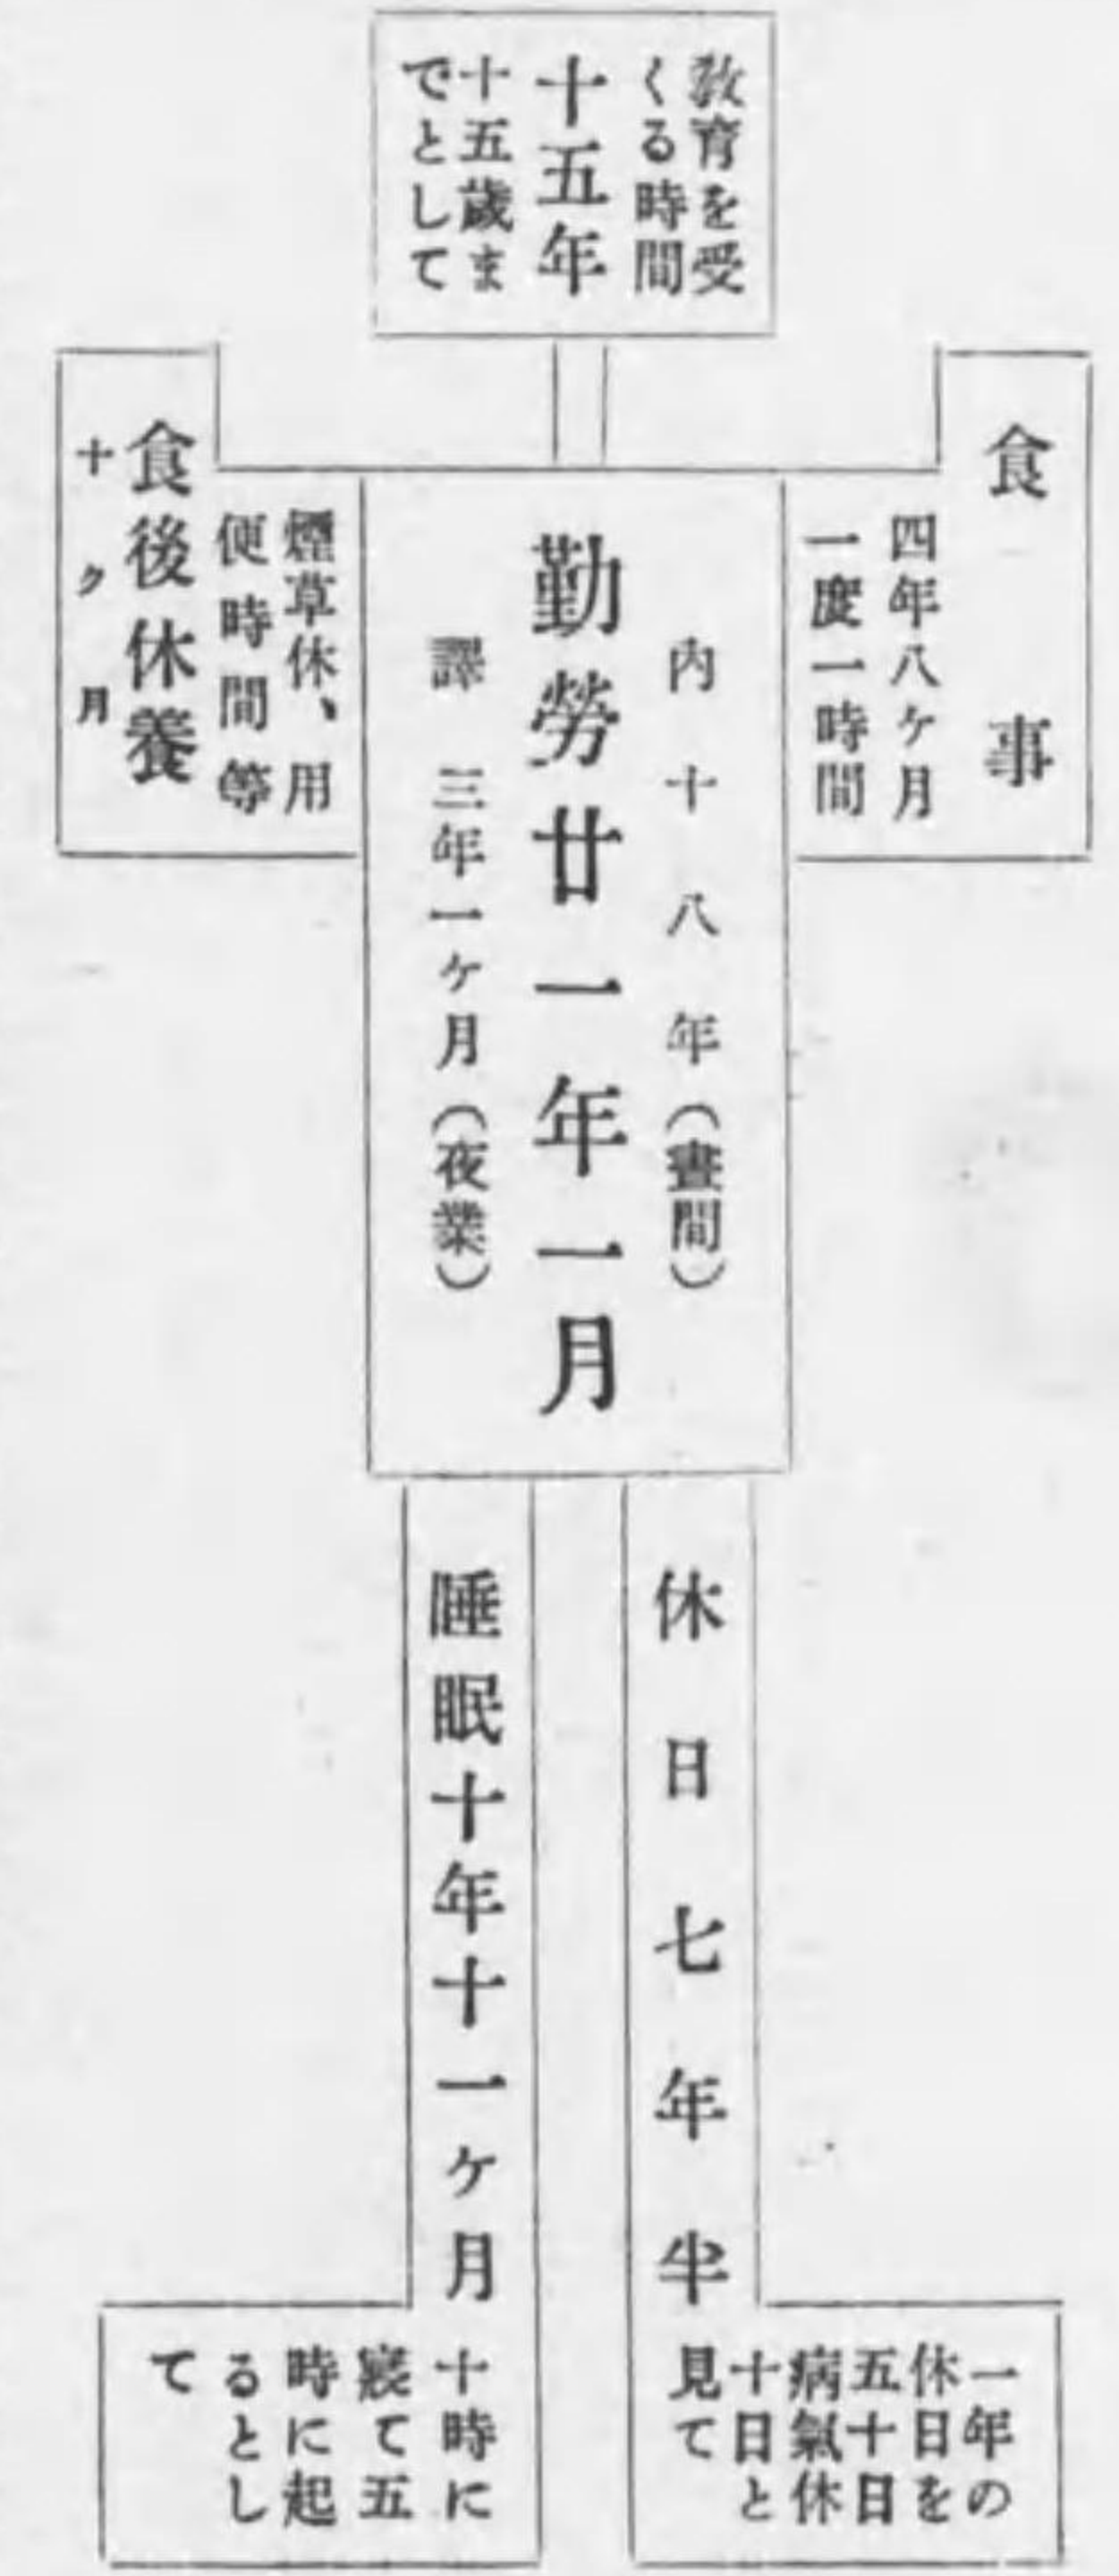 教育を受
くる時間
十五年
十五歳ま
でとして
食事
四年八ヶ月
一度一時間
内十八年(晝間)
勤勞廿一年一月
譯 三年一ヶ月(夜業)
煙草休、用
便時間等
食後休養
十ク月
休日七年半
一年の
休日を
五十日
病氣休
十日と
見て
睡眠十年十一ヶ月
十時に
寢て五
時に起
るとし
て